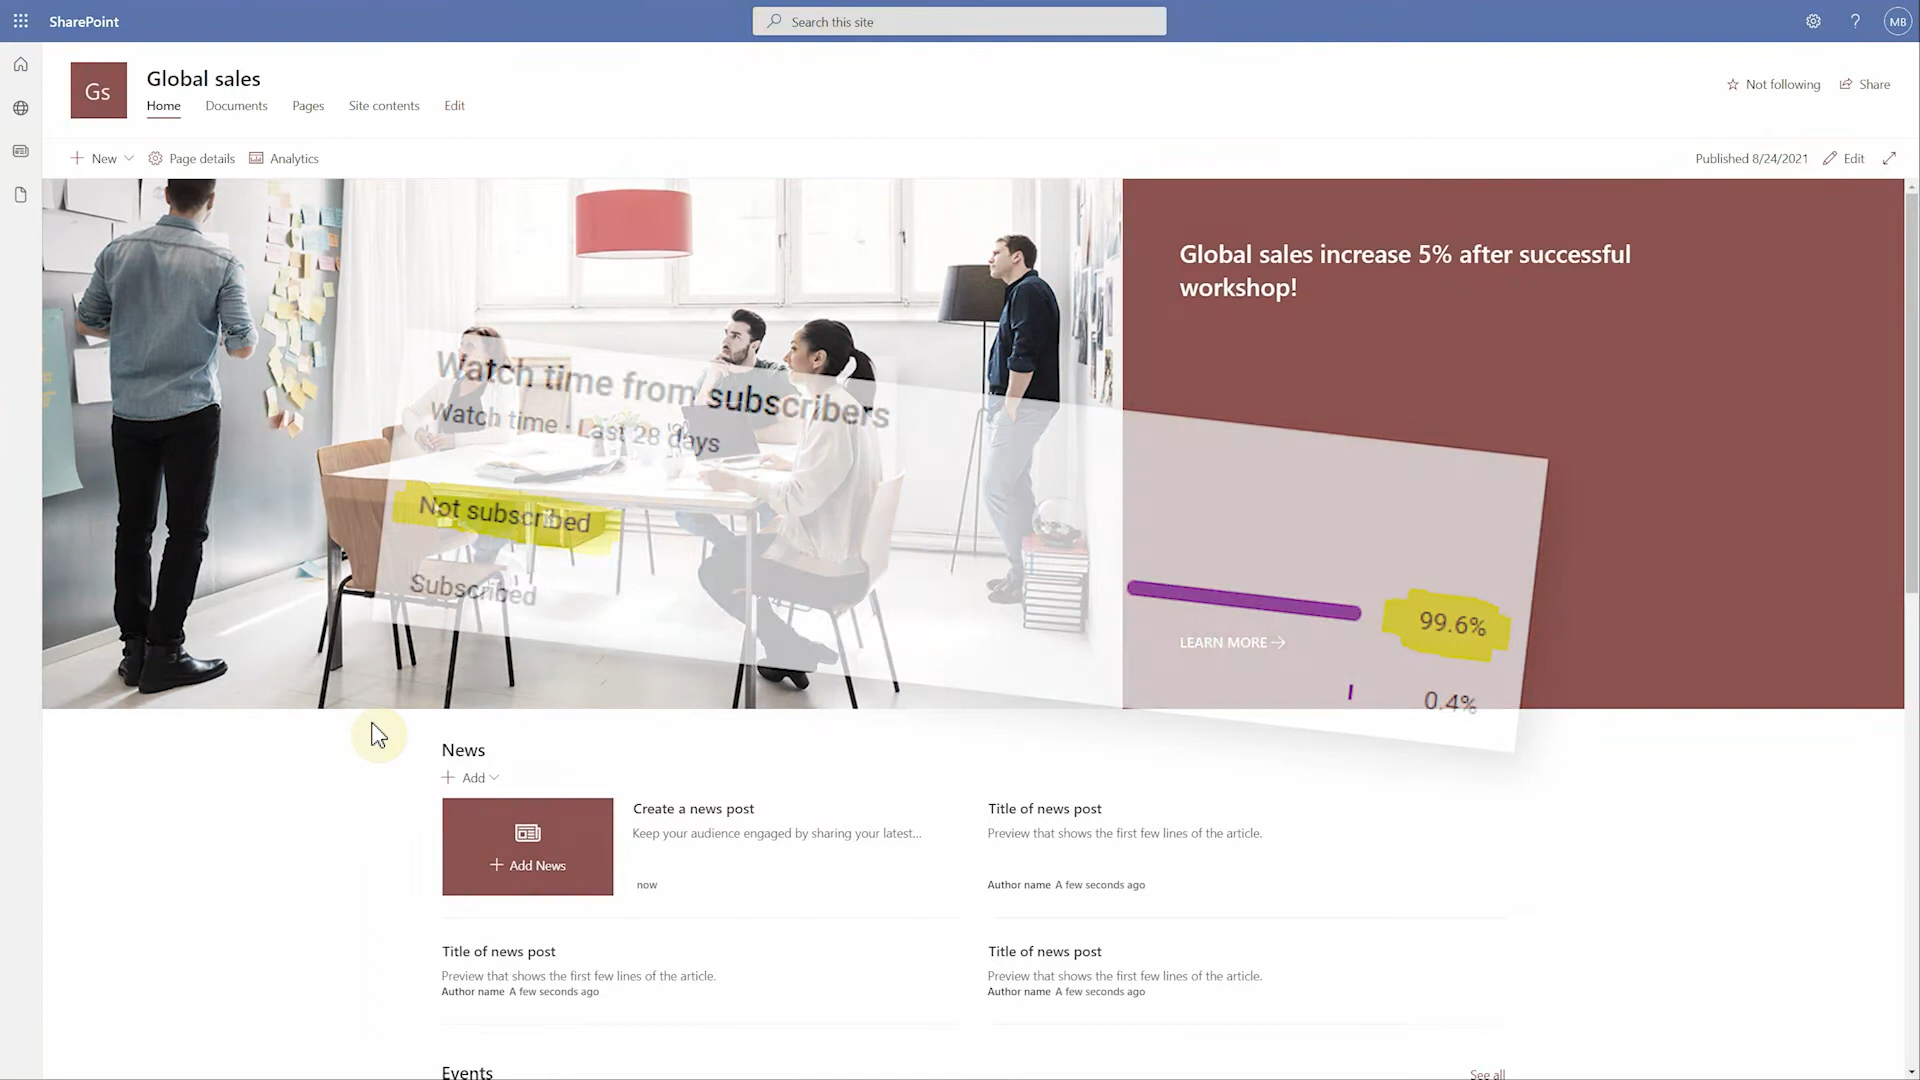 SharePoint
Search this site
MB
Gs
Global sales
Home
Documents
Pages
Site contents
Edit
Not following
Share
New
Page details
Analytics
Published 8/24/2021
Edit
Global sales increase 5% after successful
workshop!
Watch time from subscribers
Watch time · Last 28 days
Not subscribed
99.6%
Subscribed
0.4%
LEARN MORE
News
Add
Add News
Create a news post
Keep your audience engaged by sharing your latest...
now
Title of news post
Preview that shows the first few lines of the article.
Author name A few seconds ago
Title of news post
Preview that shows the first few lines of the article.
Author name A few seconds ago
Title of news post
Preview that shows the first few lines of the article.
Author name A few seconds ago
Events
See all